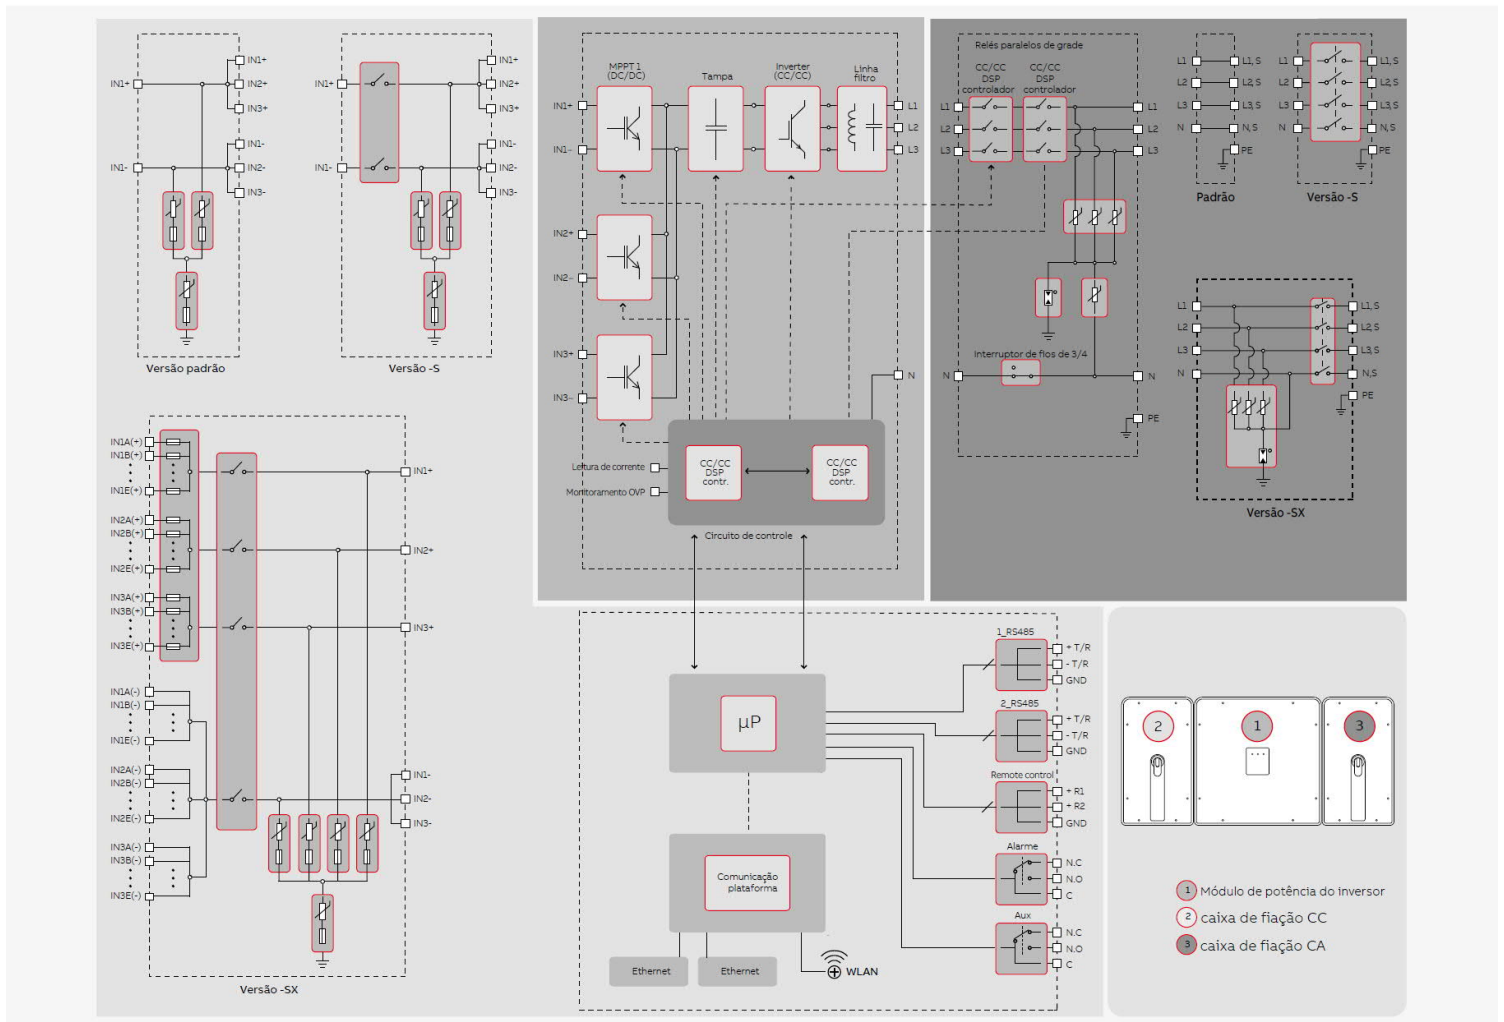 IN1+
IN1-
IN1+
IN2+
IN3+
IN1-
IN2-
IN3-
Versão padrão
IN1+
IN1-
IN1+
IN2+
IN3+
IN1-
IN2-
IN3-
Versão -S
IN1A(+)
IN1B(+)
IN1E(+)
IN2A(+)
IN2B(+)
IN2E(+)
IN3A(+)
IN3B(+)
IN3E(+)
IN1A(-)
IN1B(-)
IN1E(-)
IN2A(-)
IN2B(-)
IN2E(-)
IN3A(-)
IN3B(-)
IN3E(-)
IN1+
IN2+
IN3+
IN1-
IN2-
IN3-
Versão -SX
MPPT 1
(DC/DC)
Tampa
Inverter
(CC/CC)
Linha
filtro
IN1+
IN1-
IN2+
IN2-
IN3+
IN3-
L1
L2
L3
N
Leitura de corrente
Monitoramento OVP
CC/CC
DSP
contr.
CC/CC
DSP
contr.
Circuito de controle
Relés paralelos de grade
CC/CC
DSP
controlador
CC/CC
DSP
controlador
L1
L2
L3
L1
L2
L3
Interruptor de fios de 3/4
N
N
PE
L1
L2
L3
N
L1, S
L2, S
L3, S
N, S
PE
Padrão
L1
L2
L3
N
L1, S
L2, S
L3, S
N, S
PE
Versão -S
L1
L2
L3
N
L1, S
L2, S
L3, S
N,S
PE
Versão -SX
µP
Comunicação
plataforma
Ethernet
Ethernet
WLAN
1_RS485
+ T/R
- T/R
GND
2_RS485
+ T/R
- T/R
GND
Remote control
+ R1
+ R2
GND
Alarme
N.C
N.O
C
Aux
N.C
N.O
C
2
1
3
1 Módulo de potência do inversor
2 caixa de fiação CC
3 caixa de fiação CA